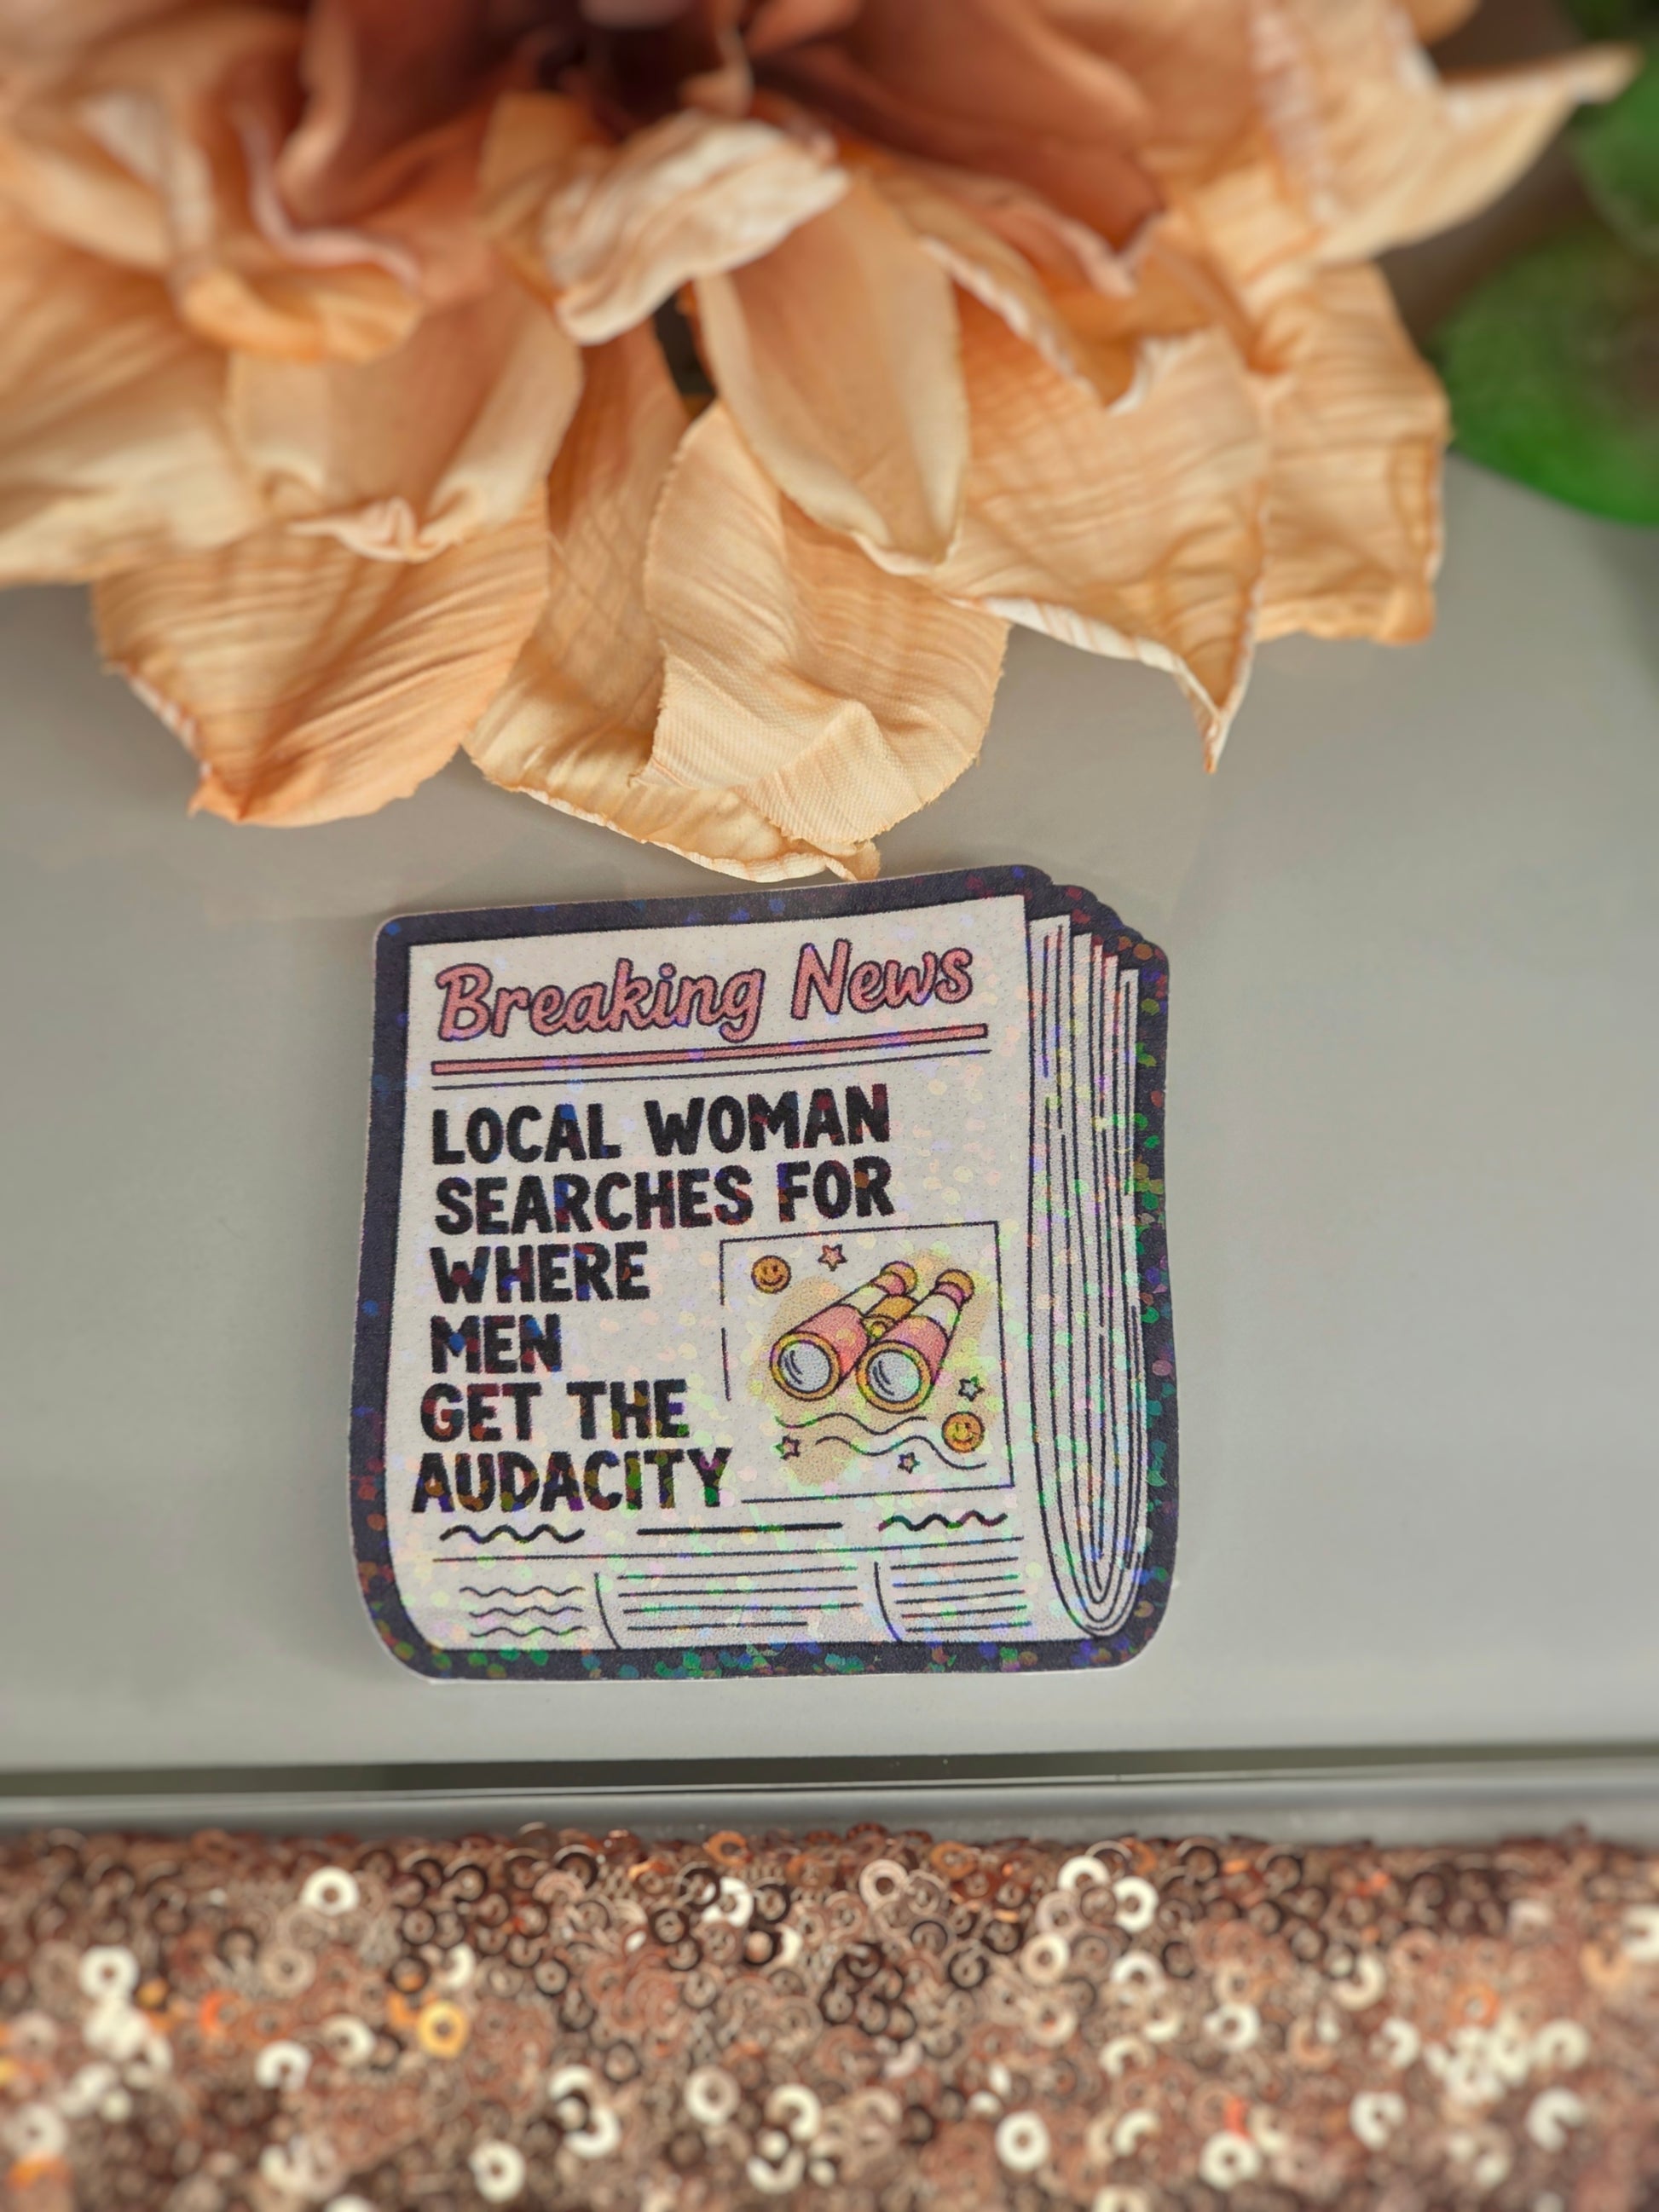 Breaking News
LOCAL WOMAN
SEARCHES FOR
WHERE
MEN
GET THE
AUDACITY